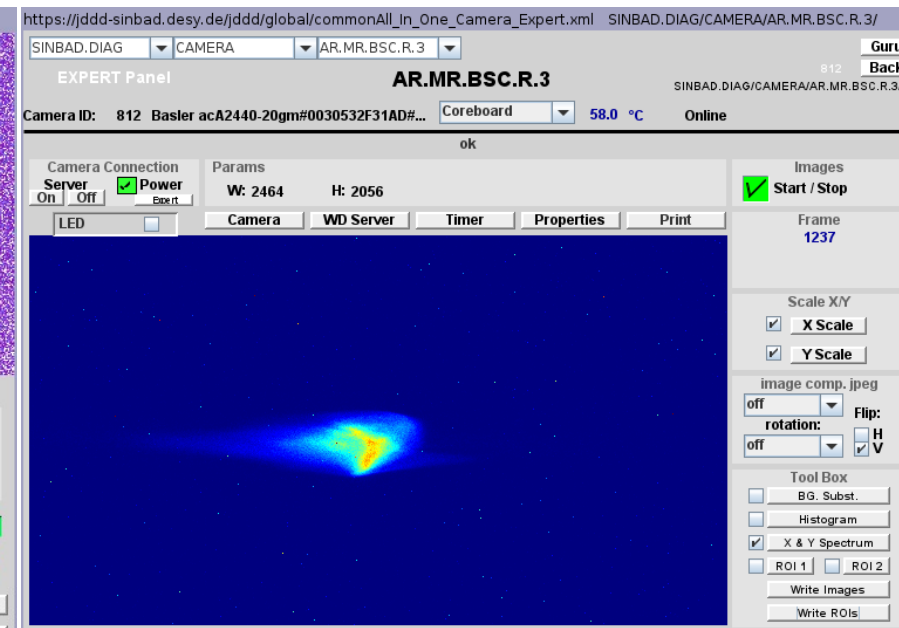 https://jddd-sinbad.desy.de/jddd/global/commonAll_In_One_Camera_Expert.xml SINBAD.DIAG/CAMERA/AR.MR.BSC.R.3/
SINBAD.DIAG CAMERA AR.MR.BSC.R.3 Guru
EXPERT Panel AR.MR.BSC.R.3 812 Back
SINBAD.DIAG/CAMERA/AR.MR.BSC.R.3/
Camera ID: 812 Basler acA2440-20gm#0030532F31AD#... Coreboard 58.0 °C Online
ok
Camera Connection Params Images
Server Power W: 2464 H: 2056 Start / Stop
On Off Expert
LED Camera WD Server Timer Properties Print Frame
1237
Scale X/Y
X Scale
Y Scale
image comp. jpeg
off Flip:
rotation: H
off V
Tool Box
BG. Subst.
Histogram
X & Y Spectrum
ROI 1 ROI 2
Write Images
Write ROIs